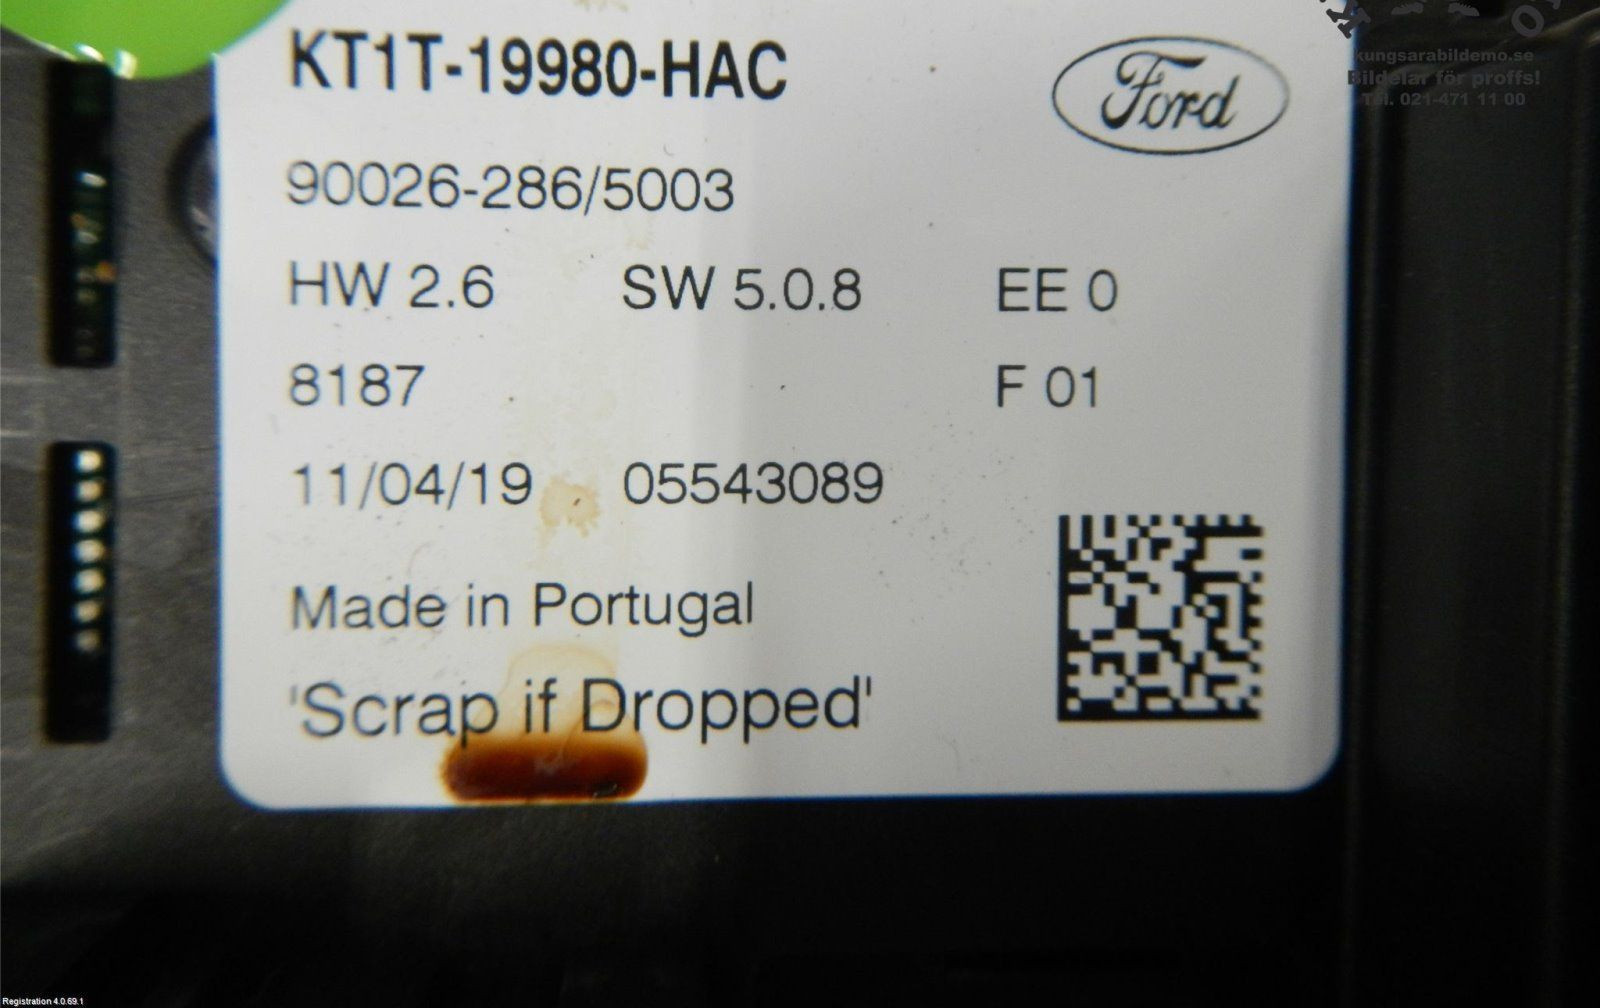 KT1T-19980-HAC
Ford
kungsarabildemo.se
Bildelar för proffs!
Tel. 021-471 11 00
90026-286/5003
HW 2.6 SW 5.0.8 EE 0
8187 F 01
11/04/19 05543089
Made in Portugal
'Scrap if Dropped'
Registration 4.0.69.1